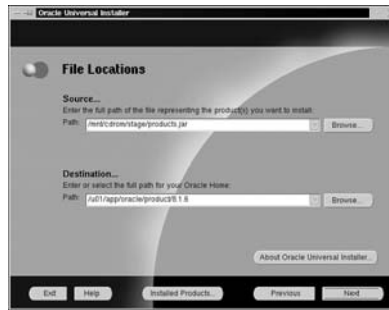 Oracle Universal Installer
File Locations
Source...
Enter the full path of the file representing the product(s) you want to install:
Path: /mnt/cdrom/stage/products.jar Browse...
Destination...
Enter or select the full path for your Oracle Home:
Path: /u01/app/oracle/product/8.1.6 Browse...
About Oracle Universal Installer...
Exit Help Installed Products... Previous Next